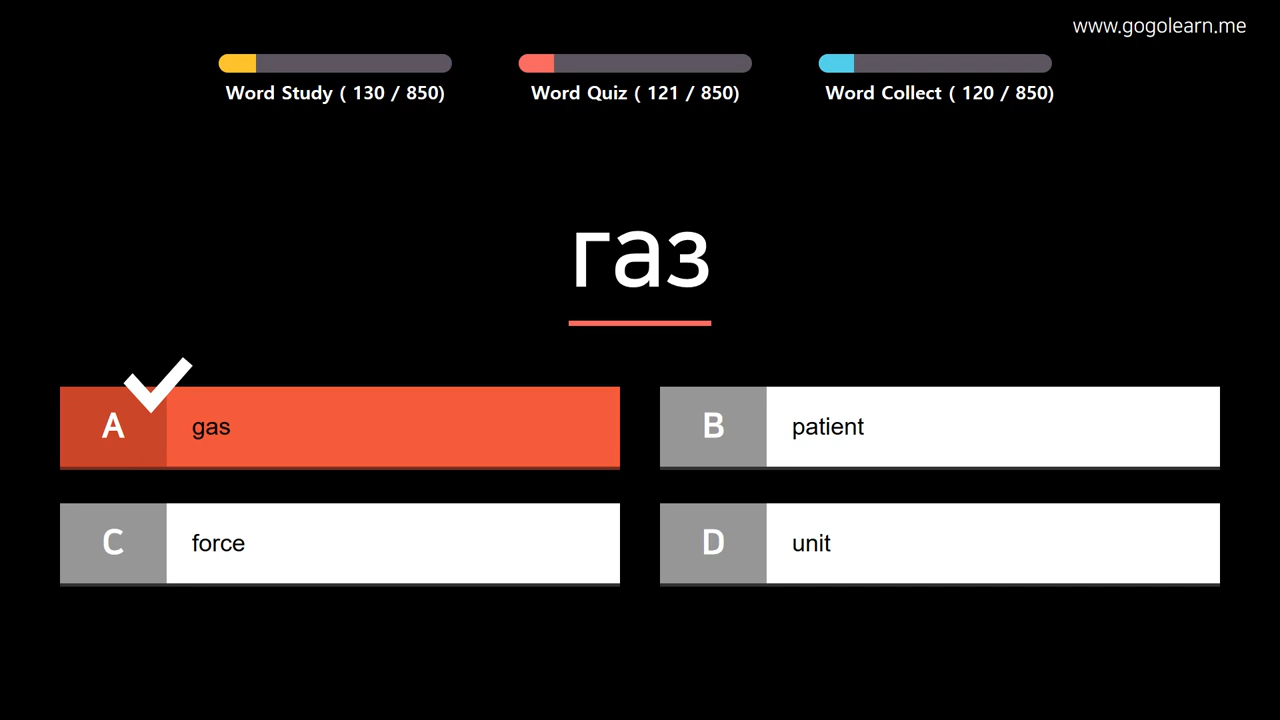 www.gogolearn.me
Word Study ( 130 / 850)
Word Quiz ( 121 / 850)
Word Collect ( 120 / 850)
газ
A
gas
B
patient
C
force
D
unit